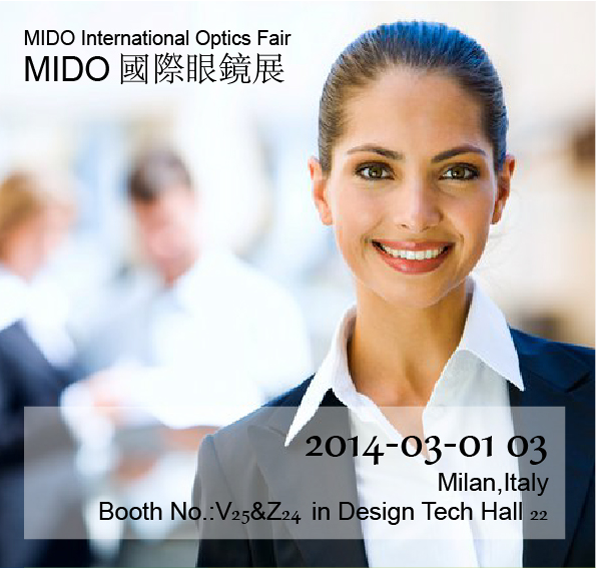 MIDO International Optics Fair
MIDO 國際眼鏡展
2014-03-01 03
Milan,Italy
Booth No.:V25&Z24 in Design Tech Hall 22